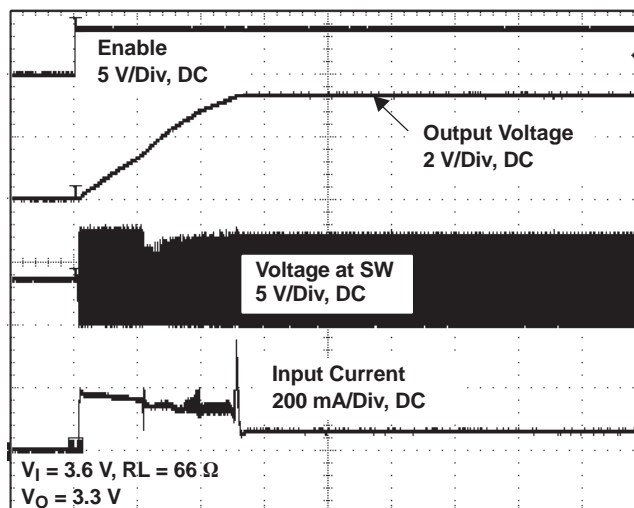 Enable
5 V/Div, DC
Output Voltage
2 V/Div, DC
Voltage at SW
5 V/Div, DC
Input Current
200 mA/Div, DC
VI = 3.6 V, RL = 66 Ω
VO = 3.3 V